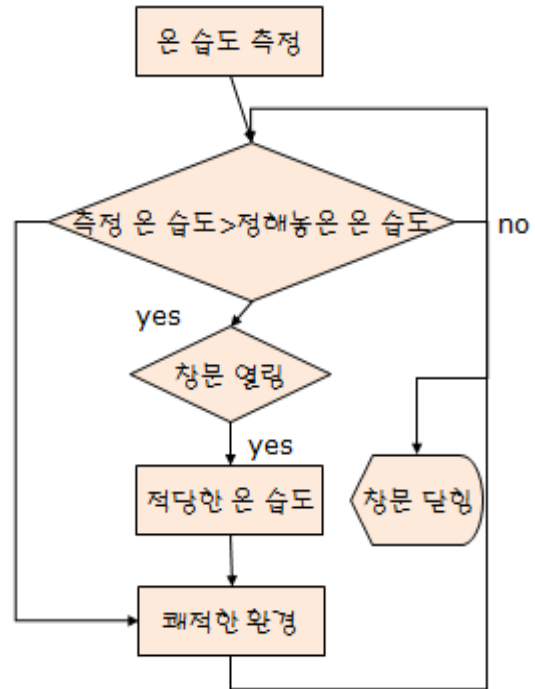 온 습도 측정
측정 온 습도>정해놓은 온 습도
no
yes
창문 열림
yes
적당한 온 습도
창문 닫힘
쾌적한 환경